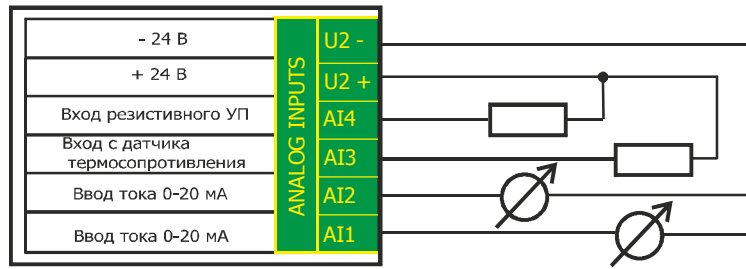 - 24 В
U2 -
+ 24 В
U2 +
Вход резистивного УП
AI4
Вход с датчика
термосопротивления
AI3
Ввод тока 0-20 мА
AI2
Ввод тока 0-20 мА
AI1
ANALOG INPUTS